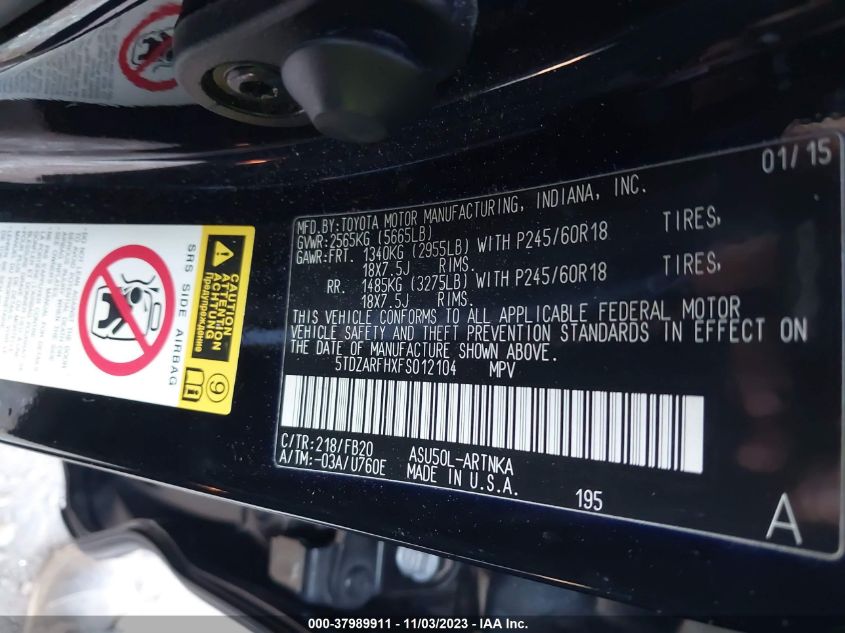 01/15
MFD.BY:TOYOTA MOTOR MANUFACTURING, INDIANA, INC.
GVWR:2565KG (5665LB)
GAWR:FRT. 1340KG (2955LB) WITH P245/60R18 TIRES,
18X7.5J RIMS.
RR. 1485KG (3275LB) WITH P245/60R18 TIRES,
18X7.5J RIMS.
THIS VEHICLE CONFORMS TO ALL APPLICABLE FEDERAL MOTOR
VEHICLE SAFETY AND THEFT PREVENTION STANDARDS IN EFFECT ON
THE DATE OF MANUFACTURE SHOWN ABOVE.
5TDZARFHXFS012104 MPV
C/TR:218/FB20 ASU50L-ARTNKA
A/TM:-03A/U760E MADE IN U.S.A.
195
A
SRS SIDE AIRBAG
CAUTION
ATTENTION
ACHTUNG
Предупреждение
9
000-37989911 - 11/03/2023 - IAA Inc.